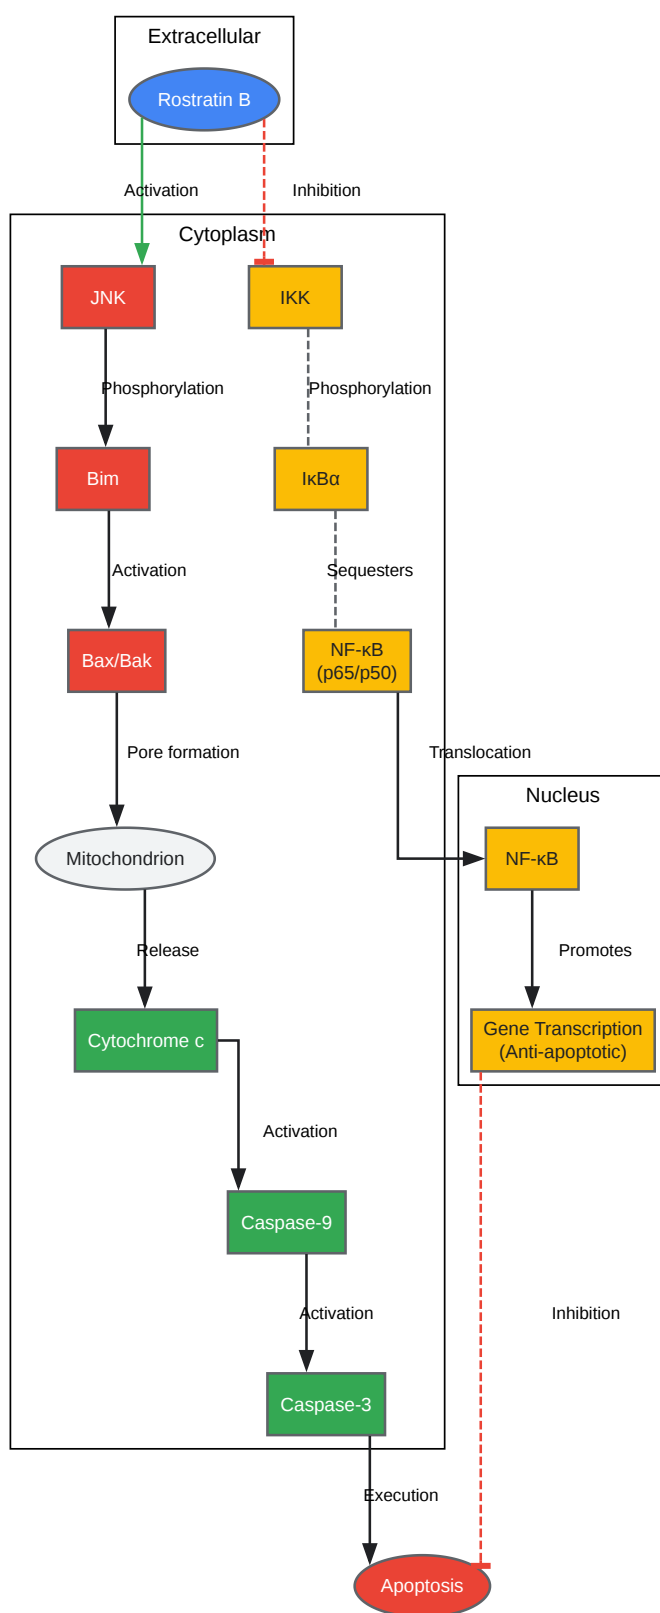 Extracellular
Rostratin B
Activation
Inhibition
Cytoplasm
JNK
IKK
Phosphorylation
Phosphorylation
Bim
IκBα
Activation
Sequesters
Bax/Bak
NF-κB
(p65/p50)
Pore formation
Translocation
Nucleus
Mitochondrion
NF-κB
Release
Promotes
Cytochrome c
Gene Transcription
(Anti-apoptotic)
Activation
Caspase-9
Activation
Inhibition
Caspase-3
Execution
Apoptosis